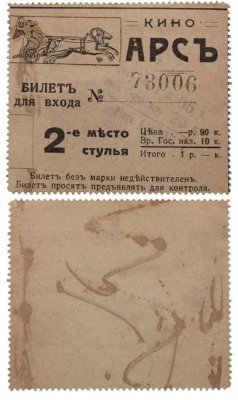 КИНО
АРСЪ
БИЛЕТЪ
для входа № 73006
2-е мѣсто
стулья
Цѣна .—р. 90 к.
Вр. Гос. нал. 10 к.
Итого . 1 р.— к.
Билетъ безъ марки недѣйствителенъ.
Билетъ просятъ предъявлять для контроля.